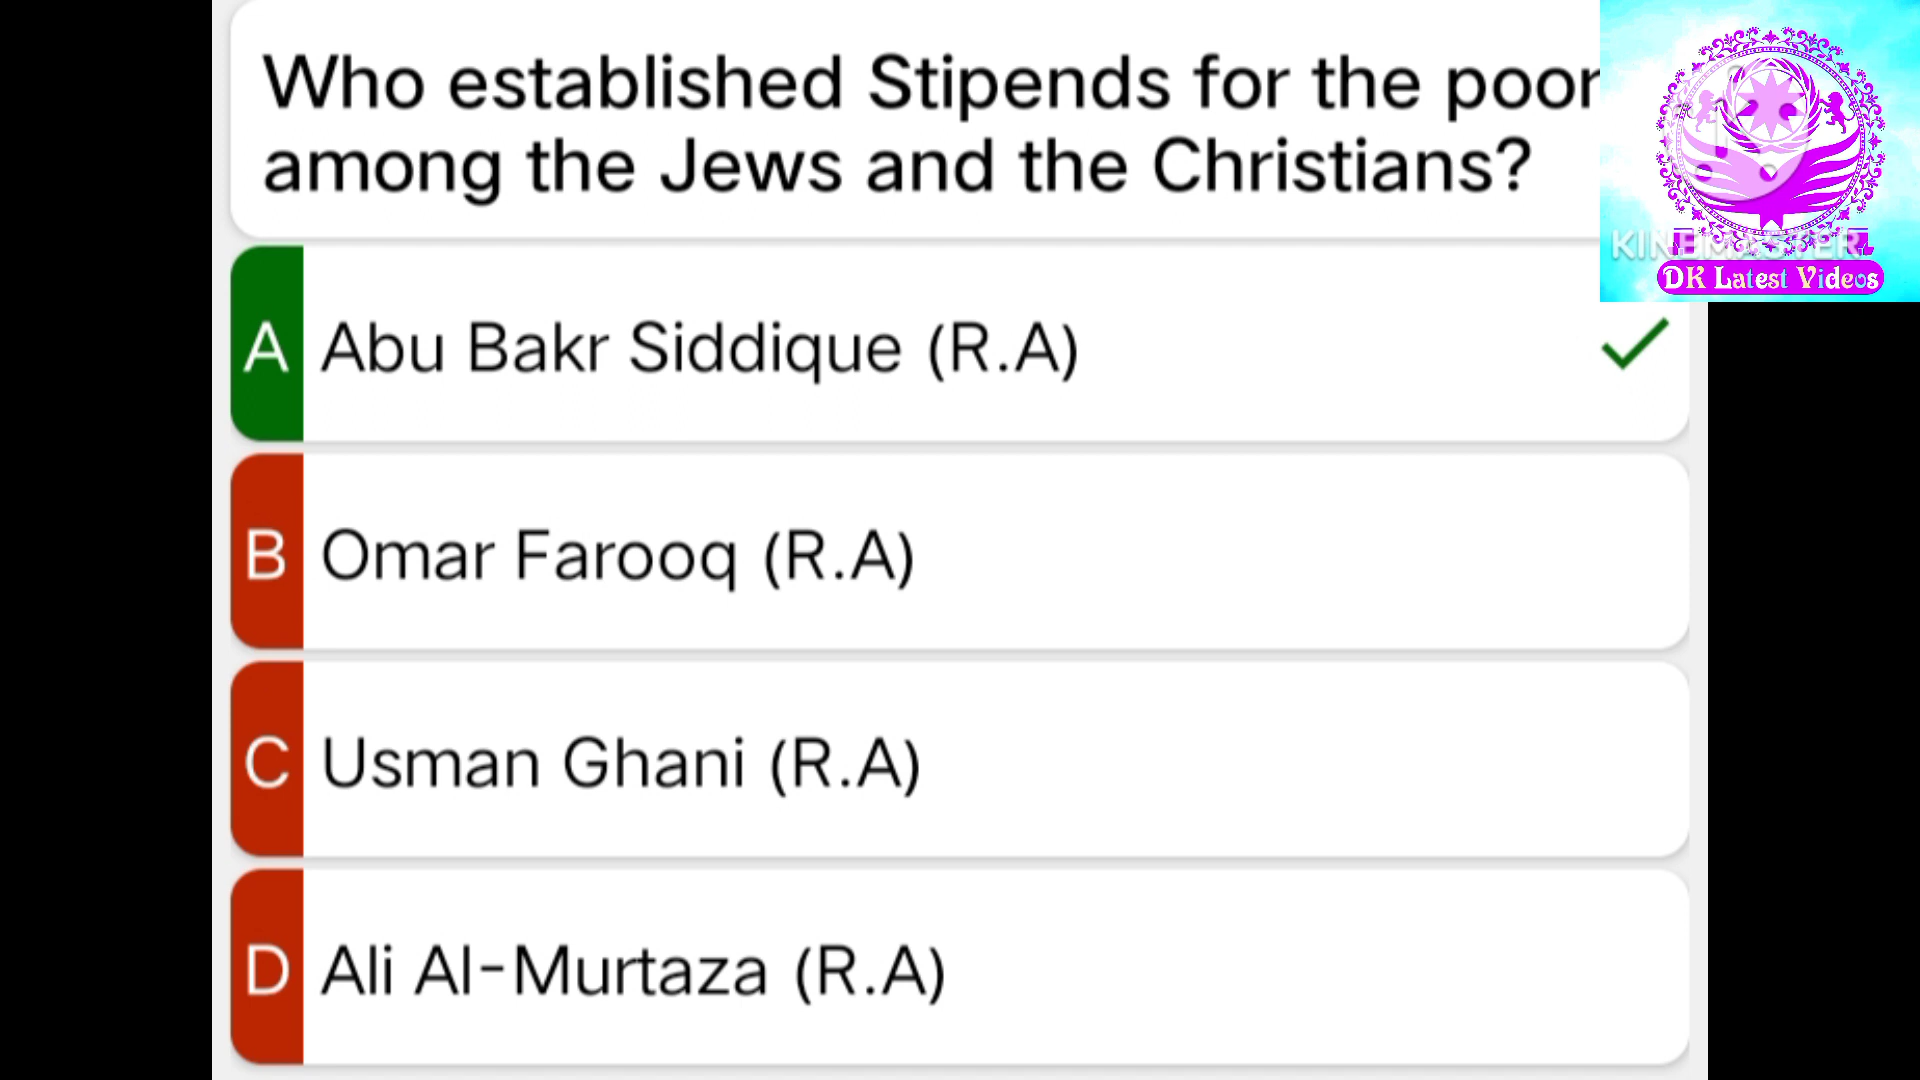 Who established Stipends for the poor
among the Jews and the Christians?
A Abu Bakr Siddique (R.A)
B Omar Farooq (R.A)
C Usman Ghani (R.A)
D Ali Al-Murtaza (R.A)
KINEMASTER
DK Latest Videos